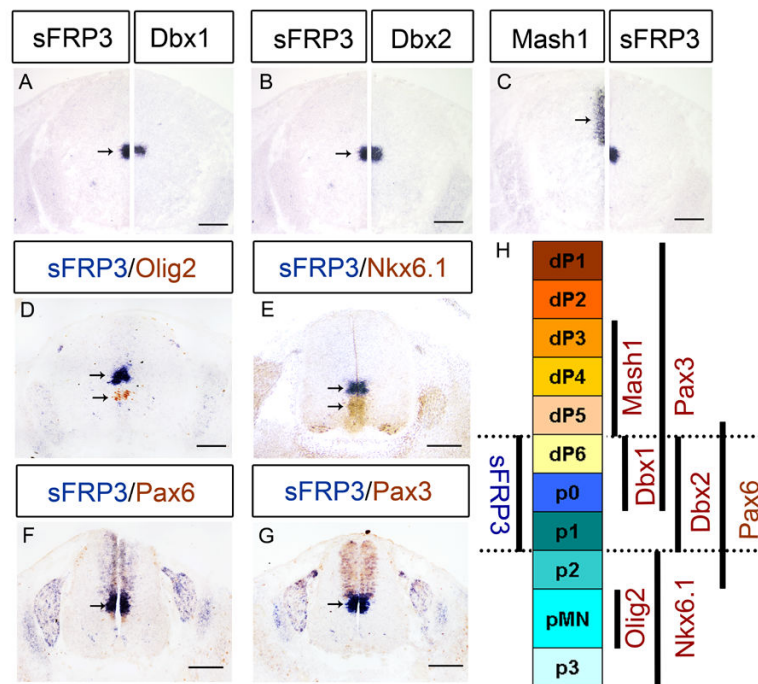 sFRP3 Dbx1
sFRP3 Dbx2
Mash1 sFRP3
A
B
C
sFRP3/Olig2
sFRP3/Nkx6.1
D
E
sFRP3/Pax6
sFRP3/Pax3
F
G
H
dP1
dP2
dP3
dP4
dP5
dP6
p0
p1
p2
pMN
p3
sFRP3
Mash1
Pax3
Dbx1
Dbx2
Pax6
Olig2
Nkx6.1